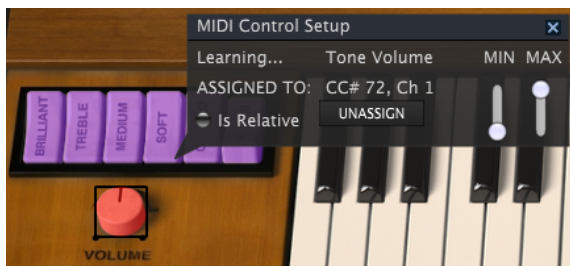 MIDI Control Setup
Learning... Tone Volume MIN MAX
ASSIGNED TO: CC# 72, Ch 1
Is Relative UNASSIGN
BRILLIANT
TREBLE
MEDIUM
SOFT
VOLUME